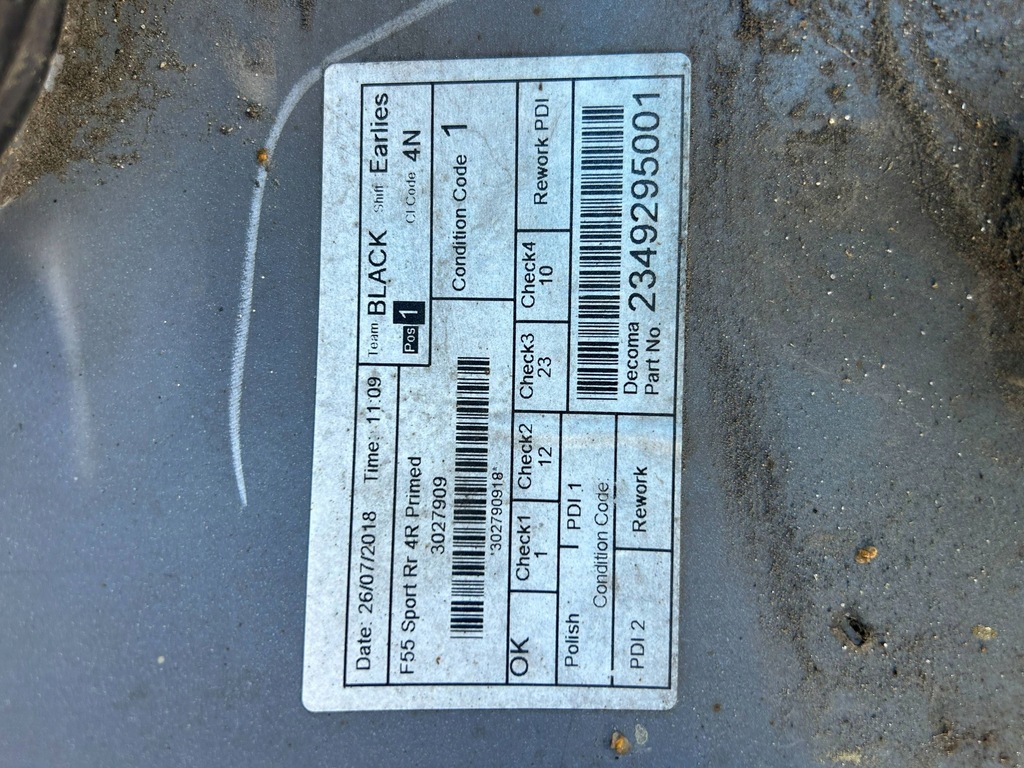 Date: 26/07/2018 Time: 11:09 Team BLACK Shift Earlies
Pos 1 CI Code 4N
F55 Sport Rr 4R Primed
3027909
Condition Code 1
'302790918'
OK Check1 Check2 Check3 Check4 Rework PDI
1 12 23 10
Polish PDI 1
Condition Code
PDI 2 Rework
Decoma
Part No. 2349295001